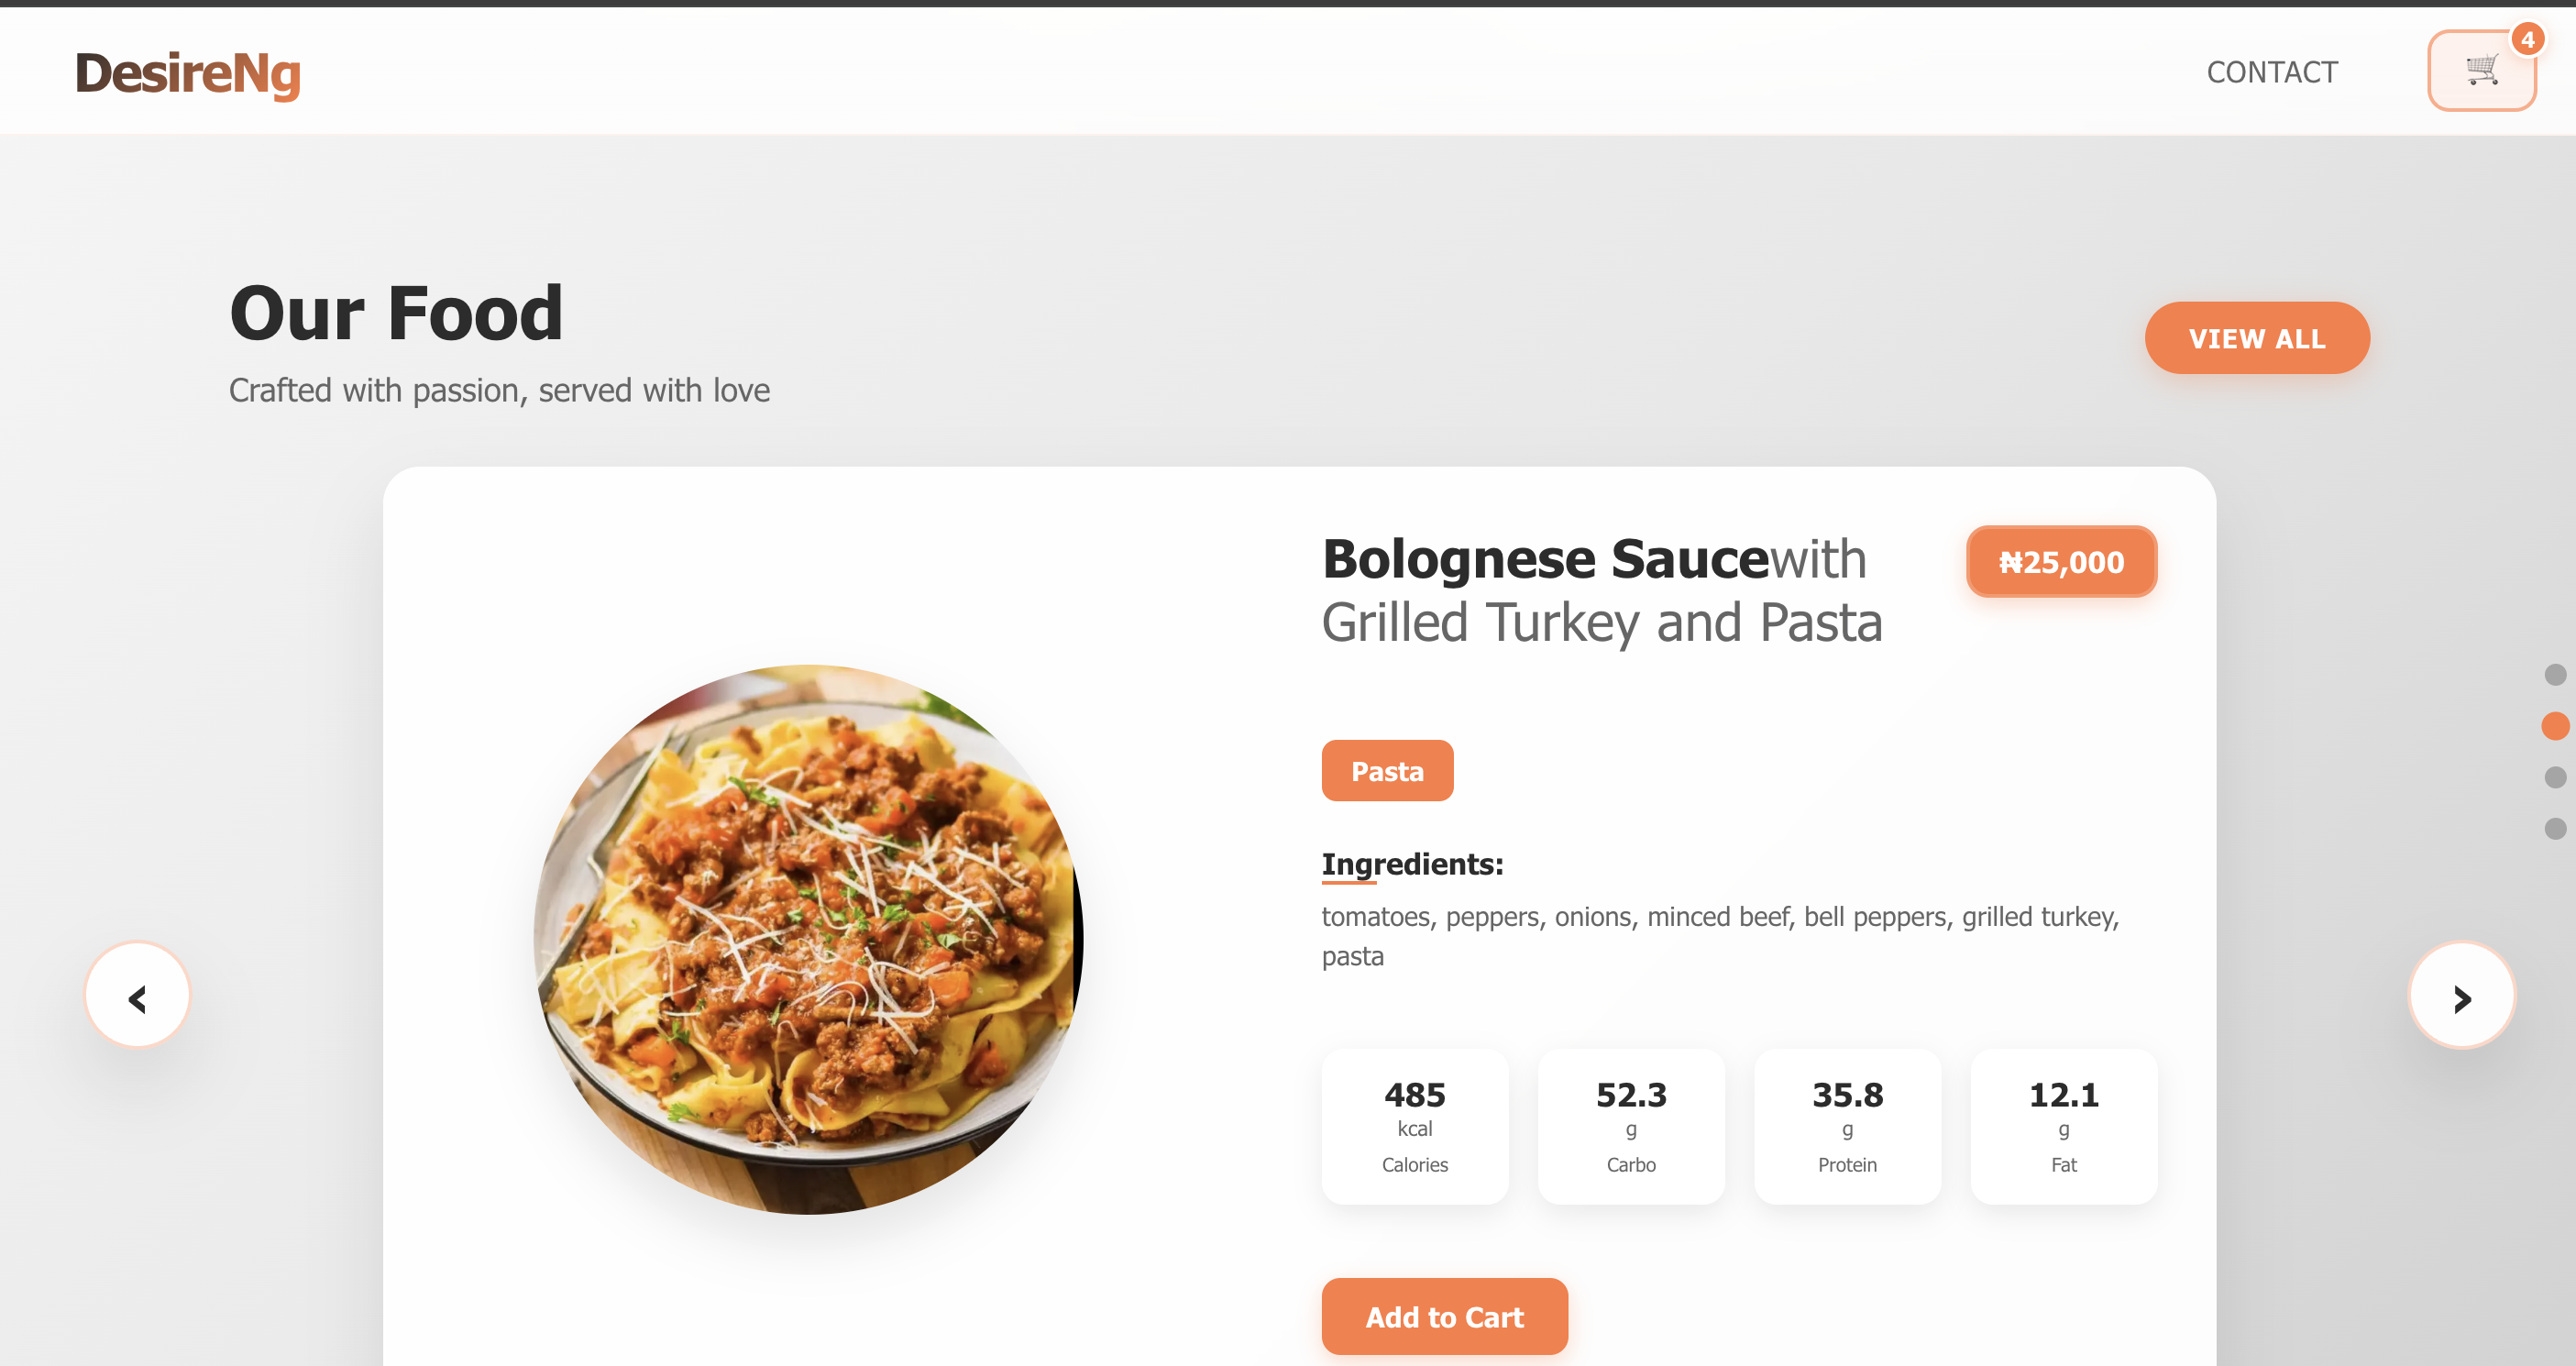 DesireNg
CONTACT
4
Our Food
Crafted with passion, served with love
VIEW ALL
Bolognese Saucewith
Grilled Turkey and Pasta
₦25,000
Pasta
Ingredients:
tomatoes, peppers, onions, minced beef, bell peppers, grilled turkey,
pasta
485
kcal
Calories
52.3
g
Carbo
35.8
g
Protein
12.1
g
Fat
Add to Cart